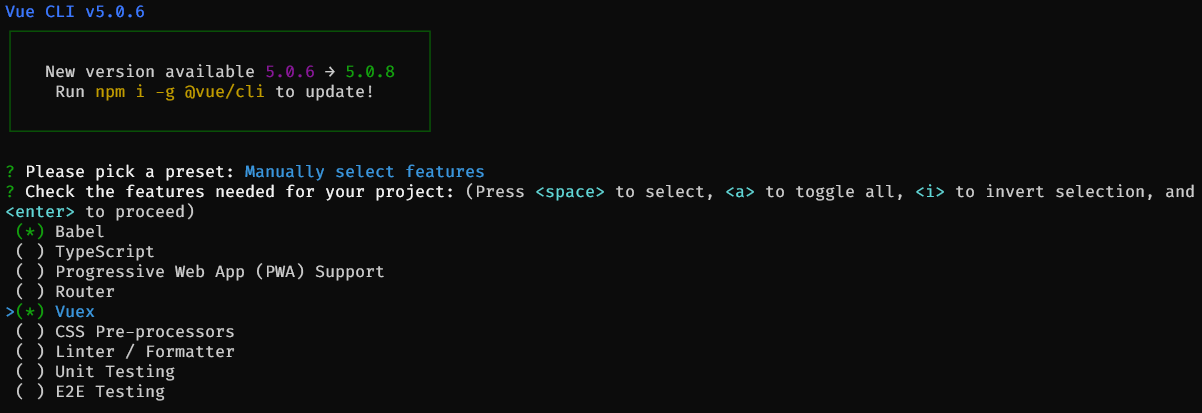 Vue CLI v5.0.6
New version available 5.0.6 → 5.0.8
Run npm i -g @vue/cli to update!
? Please pick a preset: Manually select features
? Check the features needed for your project: (Press <space> to select, <a> to toggle all, <i> to invert selection, and
<enter> to proceed)
(*) Babel
( ) TypeScript
( ) Progressive Web App (PWA) Support
( ) Router
>(*) Vuex
( ) CSS Pre-processors
( ) Linter / Formatter
( ) Unit Testing
( ) E2E Testing